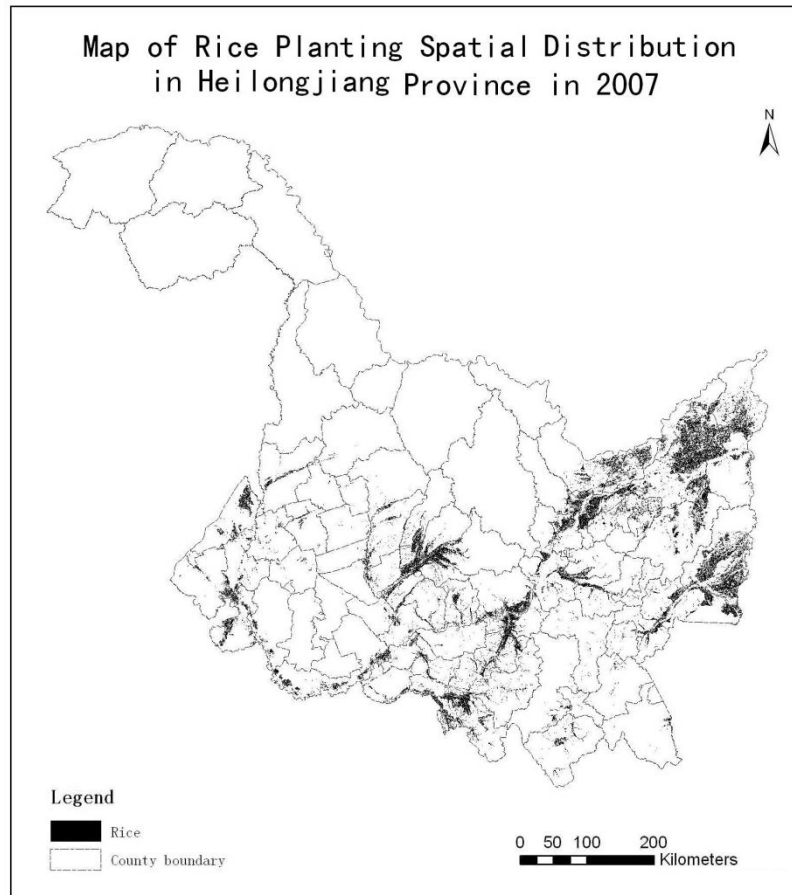 Map of Rice Planting Spatial Distribution
in Heilongjiang Province in 2007
N
Legend
Rice
County boundary
0 50 100 200
Kilometers